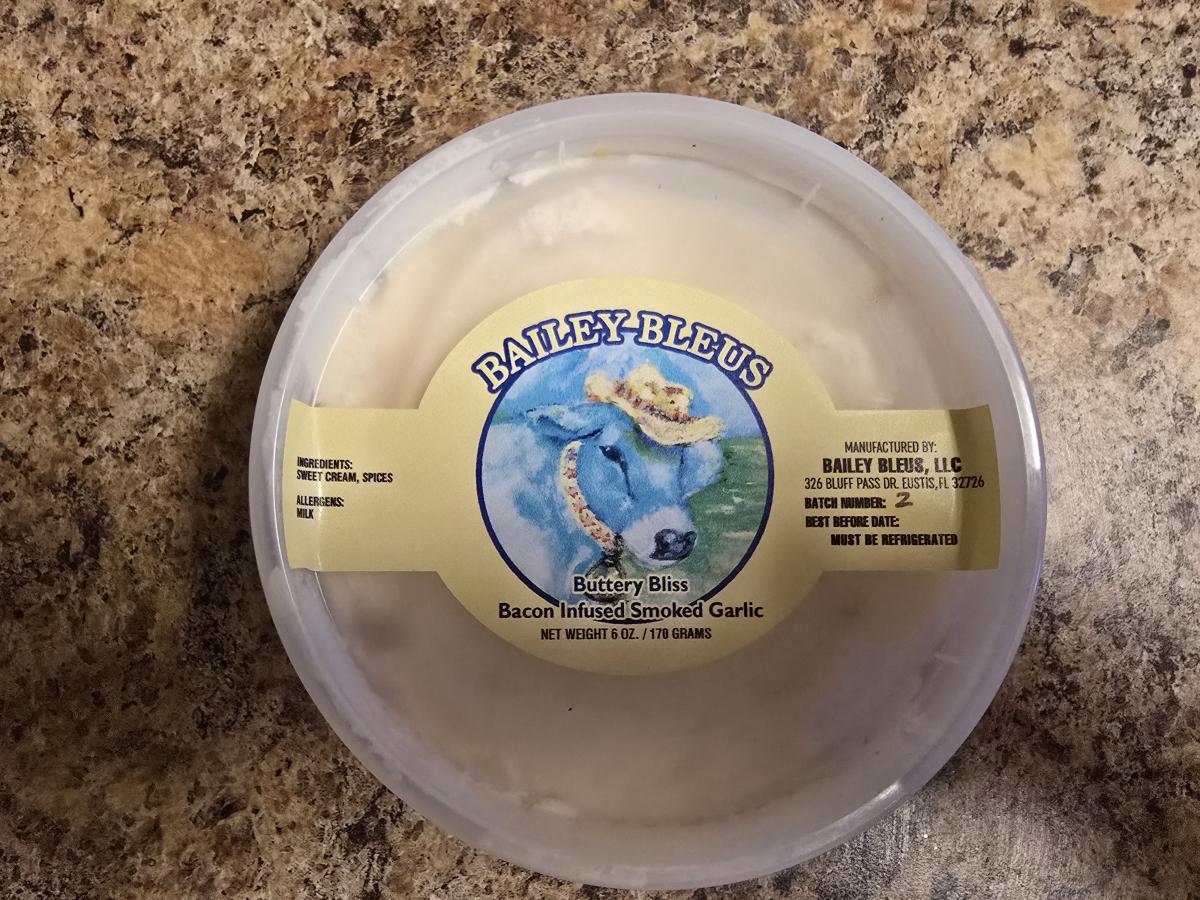 BAILEY BLEUS
INGREDIENTS:
SWEET CREAM, SPICES
ALLERGENS:
MILK
Buttery Bliss
Bacon Infused Smoked Garlic
NET WEIGHT 6 OZ. / 170 GRAMS
MANUFACTURED BY:
BAILEY BLEUS, LLC
326 BLUFF PASS DR. EUSTIS, FL 32726
BATCH NUMBER: 2
BEST BEFORE DATE:
MUST BE REFRIGERATED